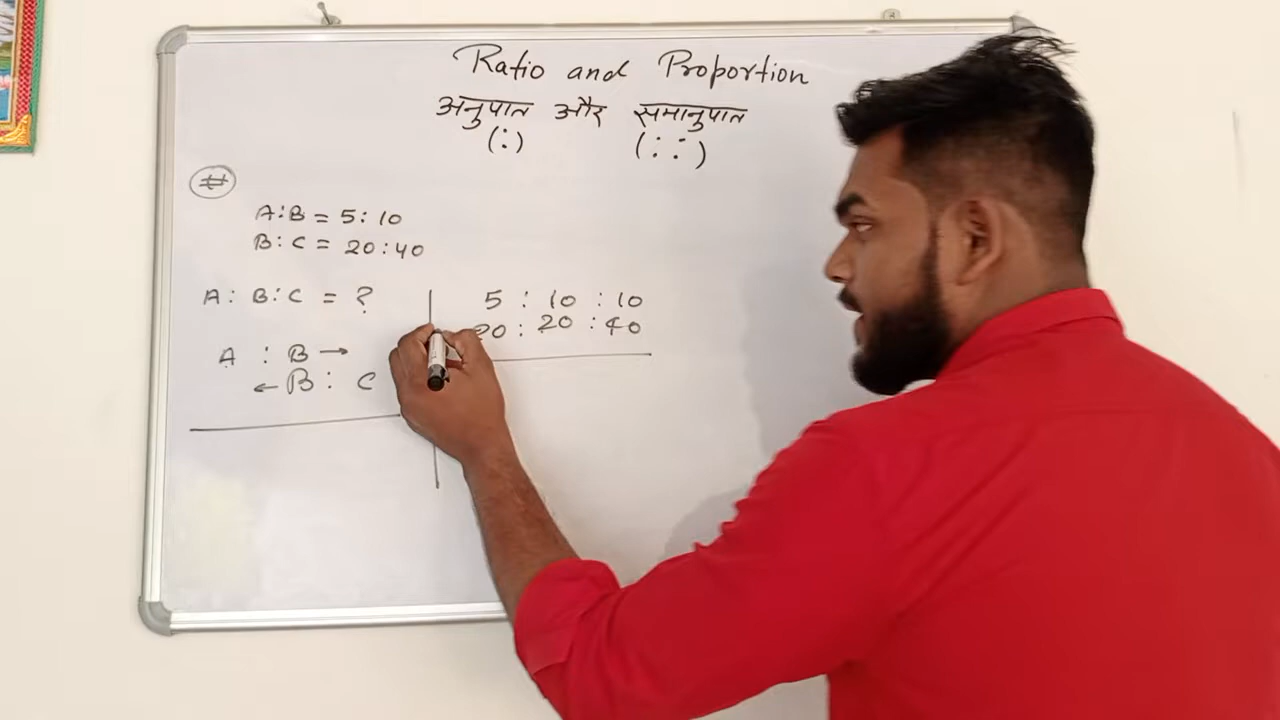 Ratio and Proportion
अनुपात और समानुपात
(:) (::)
#
A:B = 5:10
B:C = 20:40
A:B:C = ?
A : B →
← B : C
5 : 10 : 10
20 : 20 : 40